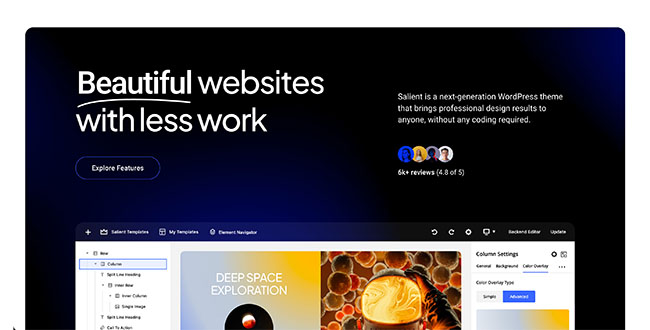 Beautiful websites
with less work
Salient is a next-generation WordPress theme
that brings professional design results to
anyone, without any coding required.
Explore Features
6k+ reviews (4.8 of 5)
Salient Templates
My Templates
Element Navigator
Backend Editor
Update
Row
Column
Split Line Heading
Inner Row
Inner Column
Single Image
Split Line Heading
Call To Action
DEEP SPACE
EXPLORATION
Column Settings
General
Background
Color Overlay
Color Overlay Type
Simple
Advanced